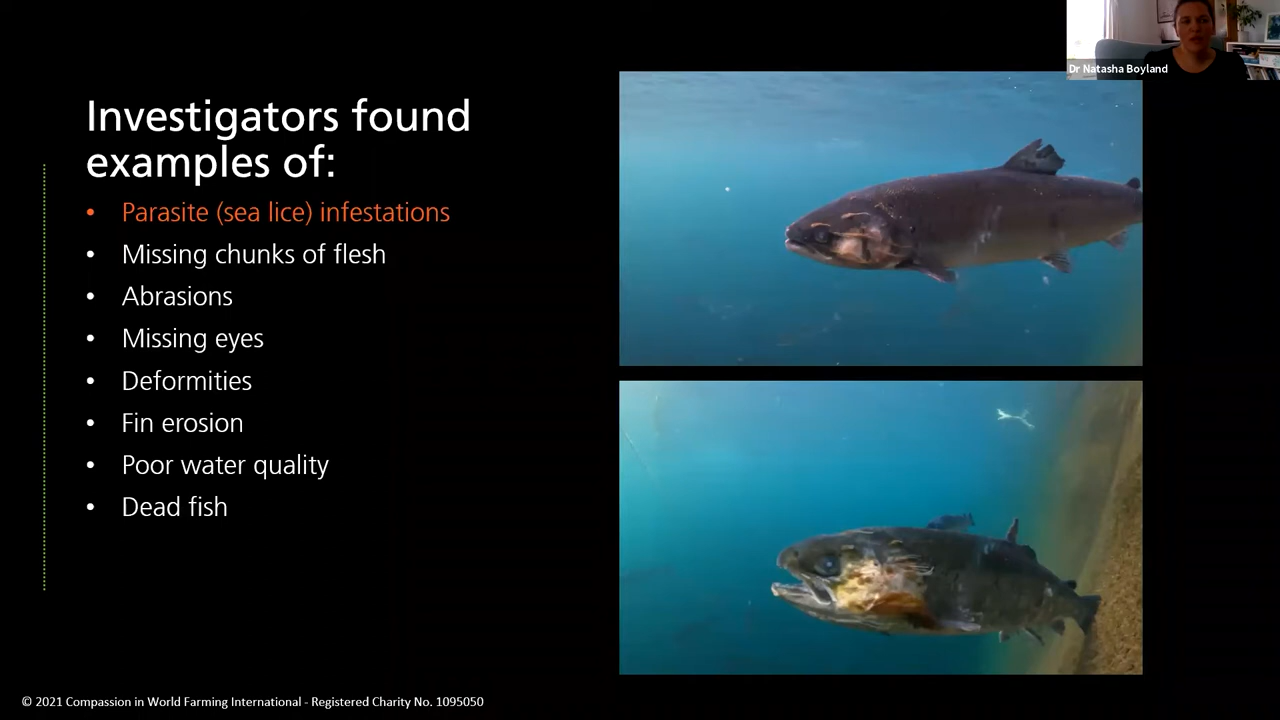 Dr Natasha Boyland
Investigators found
examples of:
• Parasite (sea lice) infestations
• Missing chunks of flesh
• Abrasions
• Missing eyes
• Deformities
• Fin erosion
• Poor water quality
• Dead fish
© 2021 Compassion in World Farming International - Registered Charity No. 1095050